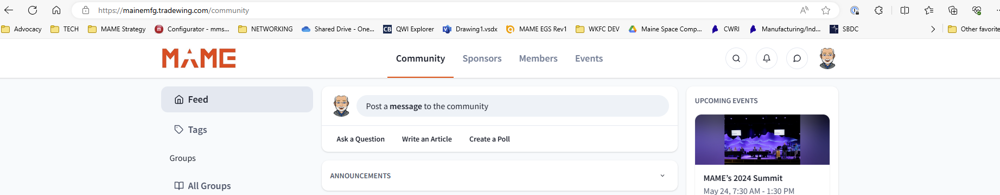 https://mainemfg.tradewing.com/community
Advocacy TECH MAME Strategy Configurator - mms... NETWORKING Shared Drive - One... QWI Explorer Drawing1.vsdx MAME EGS Rev1 WKFC DEV Maine Space Comp... CWRI Manufacturing/Ind... SBDC Other favorite
MAME Community Sponsors Members Events
Feed
Tags
Groups
All Groups
Post a message to the community
Ask a Question Write an Article Create a Poll
ANNOUNCEMENTS
UPCOMING EVENTS
MAME’s 2024 Summit
May 24, 7:30 AM - 1:30 PM